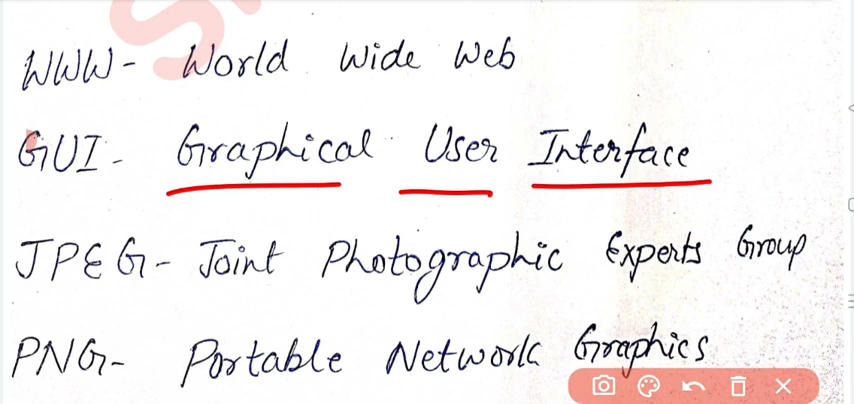 WWW - World Wide Web
GUI - Graphical User Interface
JPEG - Joint Photographic Experts Group
PNG - Portable Network Graphics